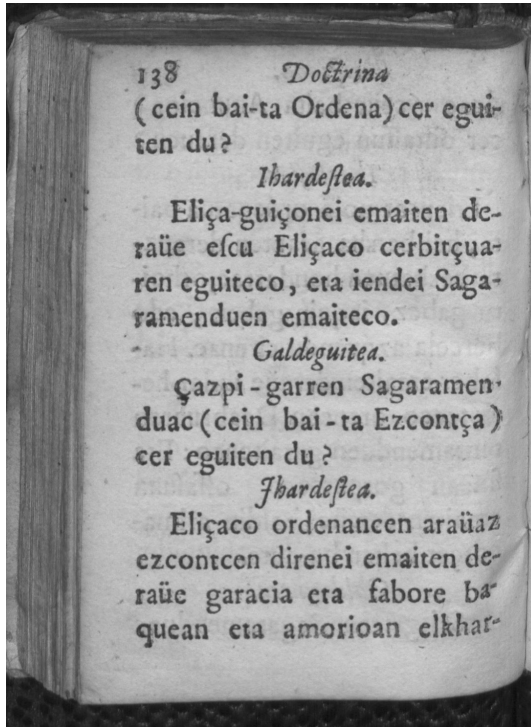 138 Doctrina
(cein bai-ta Ordena) cer egui-
ten du?
Ihardeſtea.
Eliça-guiçonei emaiten de-
raüe eſcu Eliçaco cerbitçua-
ren eguiteco, eta iendei Saga-
ramenduen emaiteco.
Galdeguitea.
Çazpi-garren Sagaramen-
duac (cein bai-ta Ezcontça)
cer eguiten du?
Jhardeſtea.
Eliçaco ordenancen araüaz
ezcontcen direnei emaiten de-
raüe garacia eta fabore ba-
quean eta amorioan elkhar-